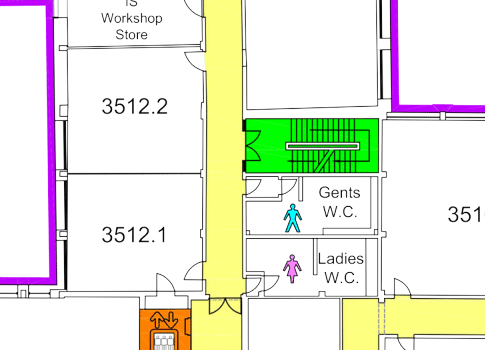 IS
Workshop
Store
3512.2
Gents
W.C.
351
3512.1
Ladies
W.C.